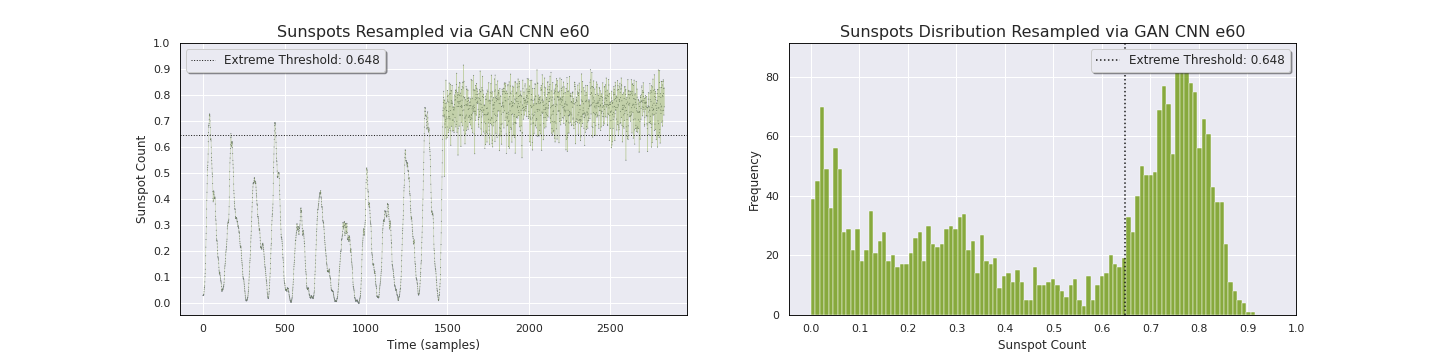 Sunspots Resampled via GAN CNN e60
Extreme Threshold: 0.648
Sunspot Count
1.0
0.9
0.8
0.7
0.6
0.5
0.4
0.3
0.2
0.1
0.0
0 500 1000 1500 2000 2500
Time (samples)
Sunspots Disribution Resampled via GAN CNN e60
Extreme Threshold: 0.648
Frequency
80
60
40
20
0
0.0 0.1 0.2 0.3 0.4 0.5 0.6 0.7 0.8 0.9 1.0
Sunspot Count